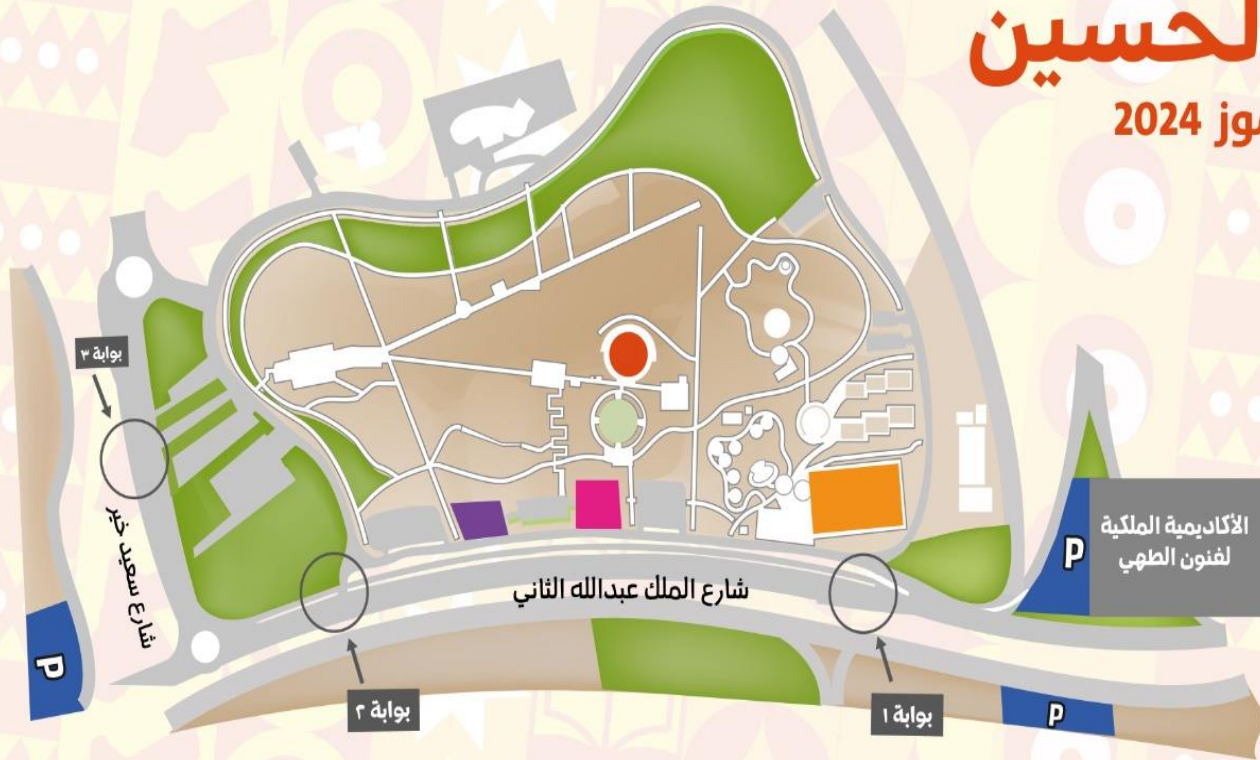 لحسين
وز 2024
بوابة ٣
شارع سعيد خير
الأكاديمية الملكية
لفنون الطهي
P
شارع الملك عبدالله الثاني
P
بوابة ٢
بوابة ١
P